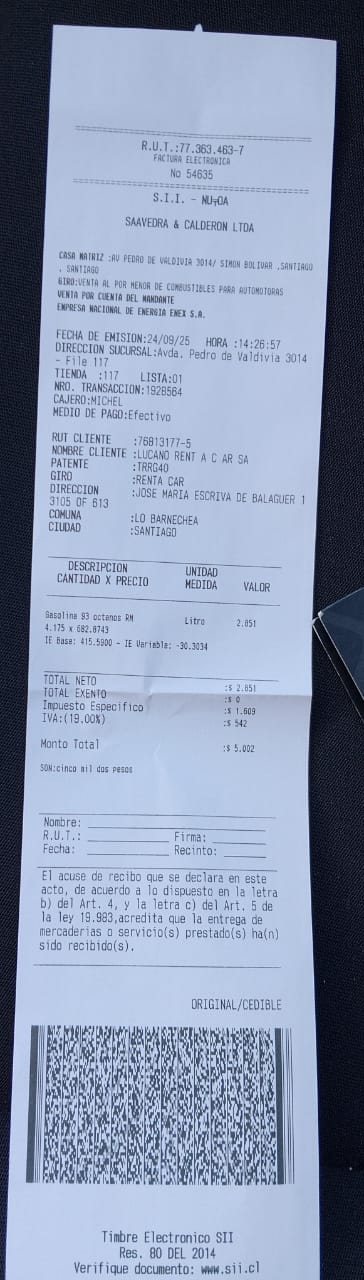 R.U.T.:77.363.463-7
FACTURA ELECTRONICA
No 54635
S.I.I. - NUÑOA
SAAVEDRA & CALDERON LTDA
CASA MATRIZ :AV PEDRO DE VALDIVIA 3014/ SIMON BOLIVAR ,SANTIAGO
, SANTIAGO
GIRO:VENTA AL POR MENOR DE COMBUSTIBLES PARA AUTOMOTORAS
VENTA POR CUENTA DEL MANDANTE
EMPRESA NACIONAL DE ENERGIA ENEX S.A.
FECHA DE EMISION:24/09/25 HORA :14:26:57
DIRECCION SUCURSAL:Avda. Pedro de Valdivia 3014
- File 117
TIENDA :117 LISTA:01
NRO. TRANSACCION:1928564
CAJERO:MICHEL
MEDIO DE PAGO:Efectivo
RUT CLIENTE :76813177-5
NOMBRE CLIENTE :LUCANO RENT A C AR SA
PATENTE :TRRG40
GIRO :RENTA CAR
DIRECCION :JOSE MARIA ESCRIVA DE BALAGUER 1
3105 OF 613
COMUNA :LO BARNECHEA
CIUDAD :SANTIAGO
DESCRIPCION UNIDAD
CANTIDAD X PRECIO MEDIDA VALOR
Gasolina 93 octanos RM Litro 2.851
4.175 x 682.8743
IE Base: 415.5900 - IE Variable: -30.3034
TOTAL NETO :$ 2.851
TOTAL EXENTO :$ 0
Impuesto Especifico :$ 1.609
IVA:(19.00%) :$ 542
Monto Total :$ 5.002
SON:cinco mil dos pesos
Nombre:
R.U.T.: Firma:
Fecha: Recinto:
El acuse de recibo que se declara en este
acto, de acuerdo a lo dispuesto en la letra
b) del Art. 4, y la letra c) del Art. 5 de
la ley 19.983,acredita que la entrega de
mercaderias o servicio(s) prestado(s) ha(n)
sido recibido(s).
ORIGINAL/CEDIBLE
Timbre Electronico SII
Res. 80 DEL 2014
Verifique documento: www.sii.cl